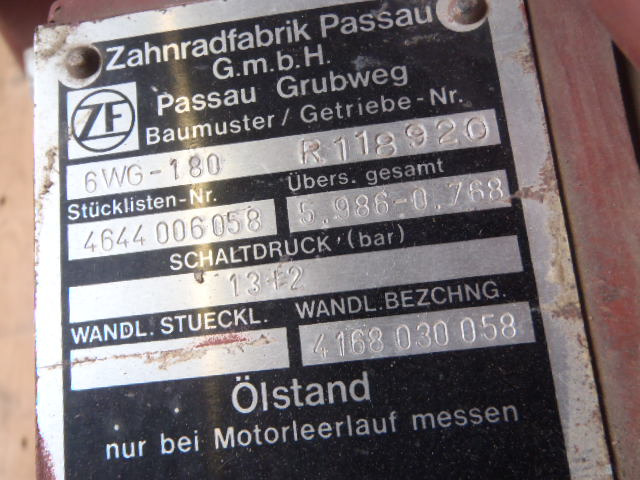 Zahnradfabrik Passau
G.m.b.H.
Passau Grubweg
ZF
Baumuster / Getriebe-Nr.
6WG-180 R118920
Stücklisten-Nr. Übers. gesamt
4644 006 058 5.986-0.768
SCHALTDRUCK (bar)
13+2
WANDL. STUECKL. WANDL. BEZCHNG.
4168 030 058
Ölstand
nur bei Motorleerlauf messen